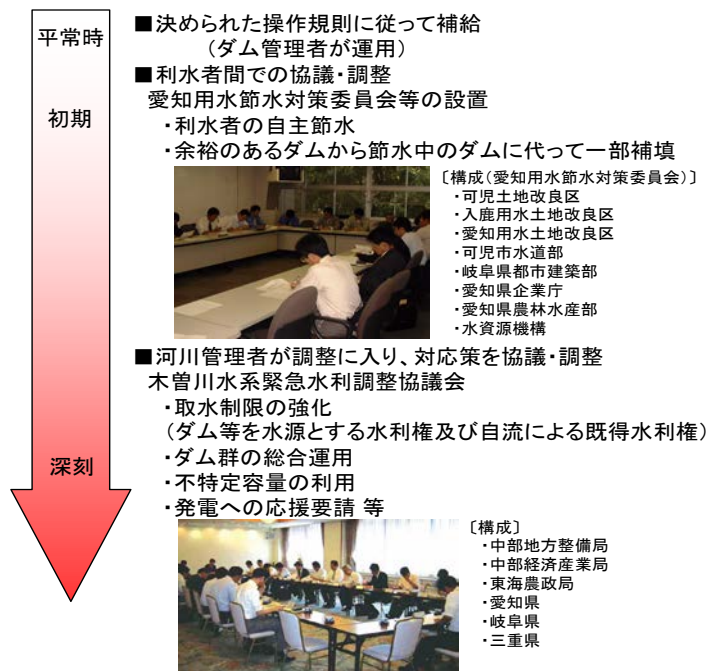 平常時
■決められた操作規則に従って補給
（ダム管理者が運用）
■利水者間での協議・調整
初期
愛知用水節水対策委員会等の設置
・利水者の自主節水
・余裕のあるダムから節水中のダムに代って一部補填
〔構成（愛知用水節水対策委員会）〕
・可児土地改良区
・入鹿用水土地改良区
・愛知用水土地改良区
・可児市水道部
・岐阜県都市建築部
・愛知県企業庁
・愛知県農林水産部
・水資源機構
■河川管理者が調整に入り、対応策を協議・調整
木曽川水系緊急水利調整協議会
・取水制限の強化
（ダム等を水源とする水利権及び自流による既得水利権）
深刻
・ダム群の総合運用
・不特定容量の利用
・発電への応援要請 等
〔構成〕
・中部地方整備局
・中部経済産業局
・東海農政局
・愛知県
・岐阜県
・三重県